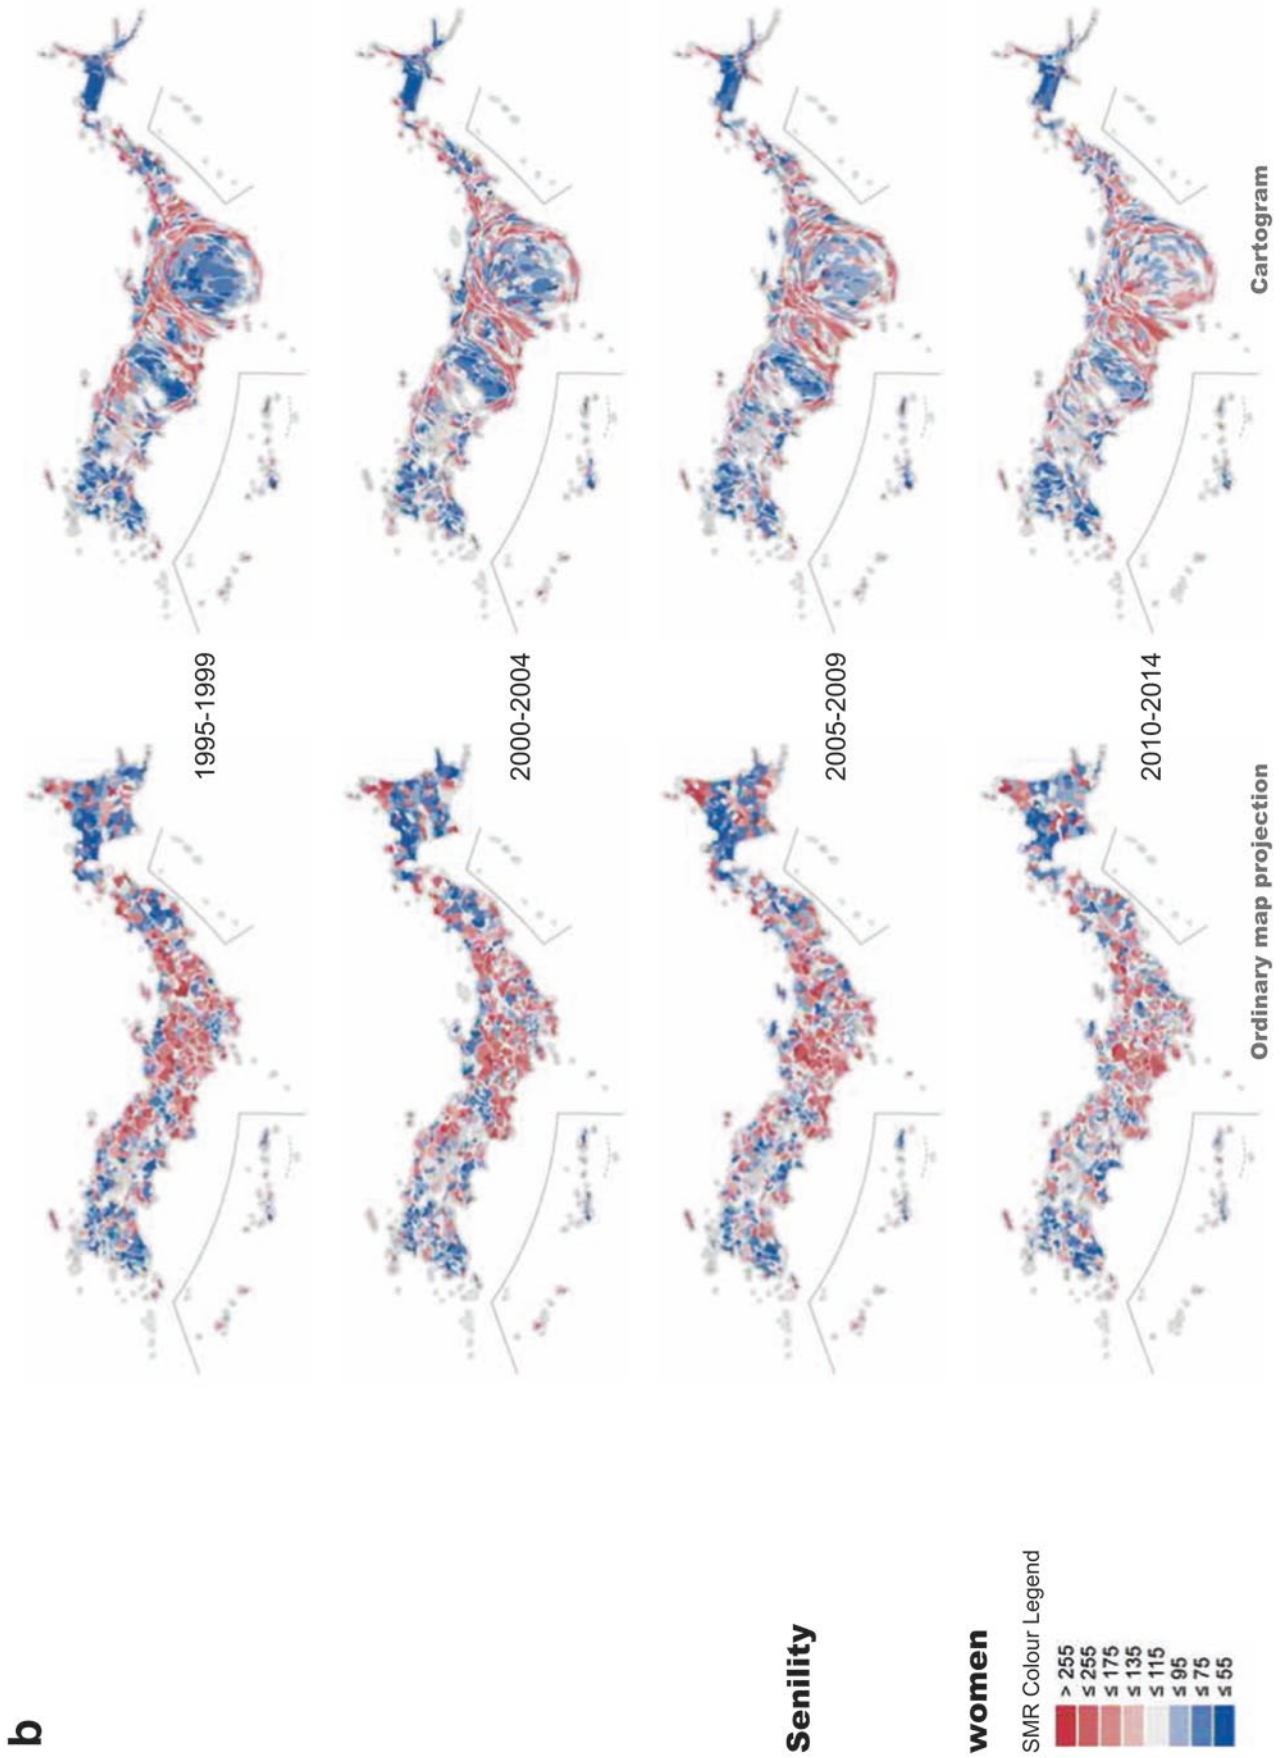 b
Senility
women
SMR Colour Legend
> 255
≤ 255
≤ 175
≤ 135
≤ 115
≤ 95
≤ 75
≤ 55
1995-1999
2000-2004
2005-2009
2010-2014
Ordinary map projection
Cartogram